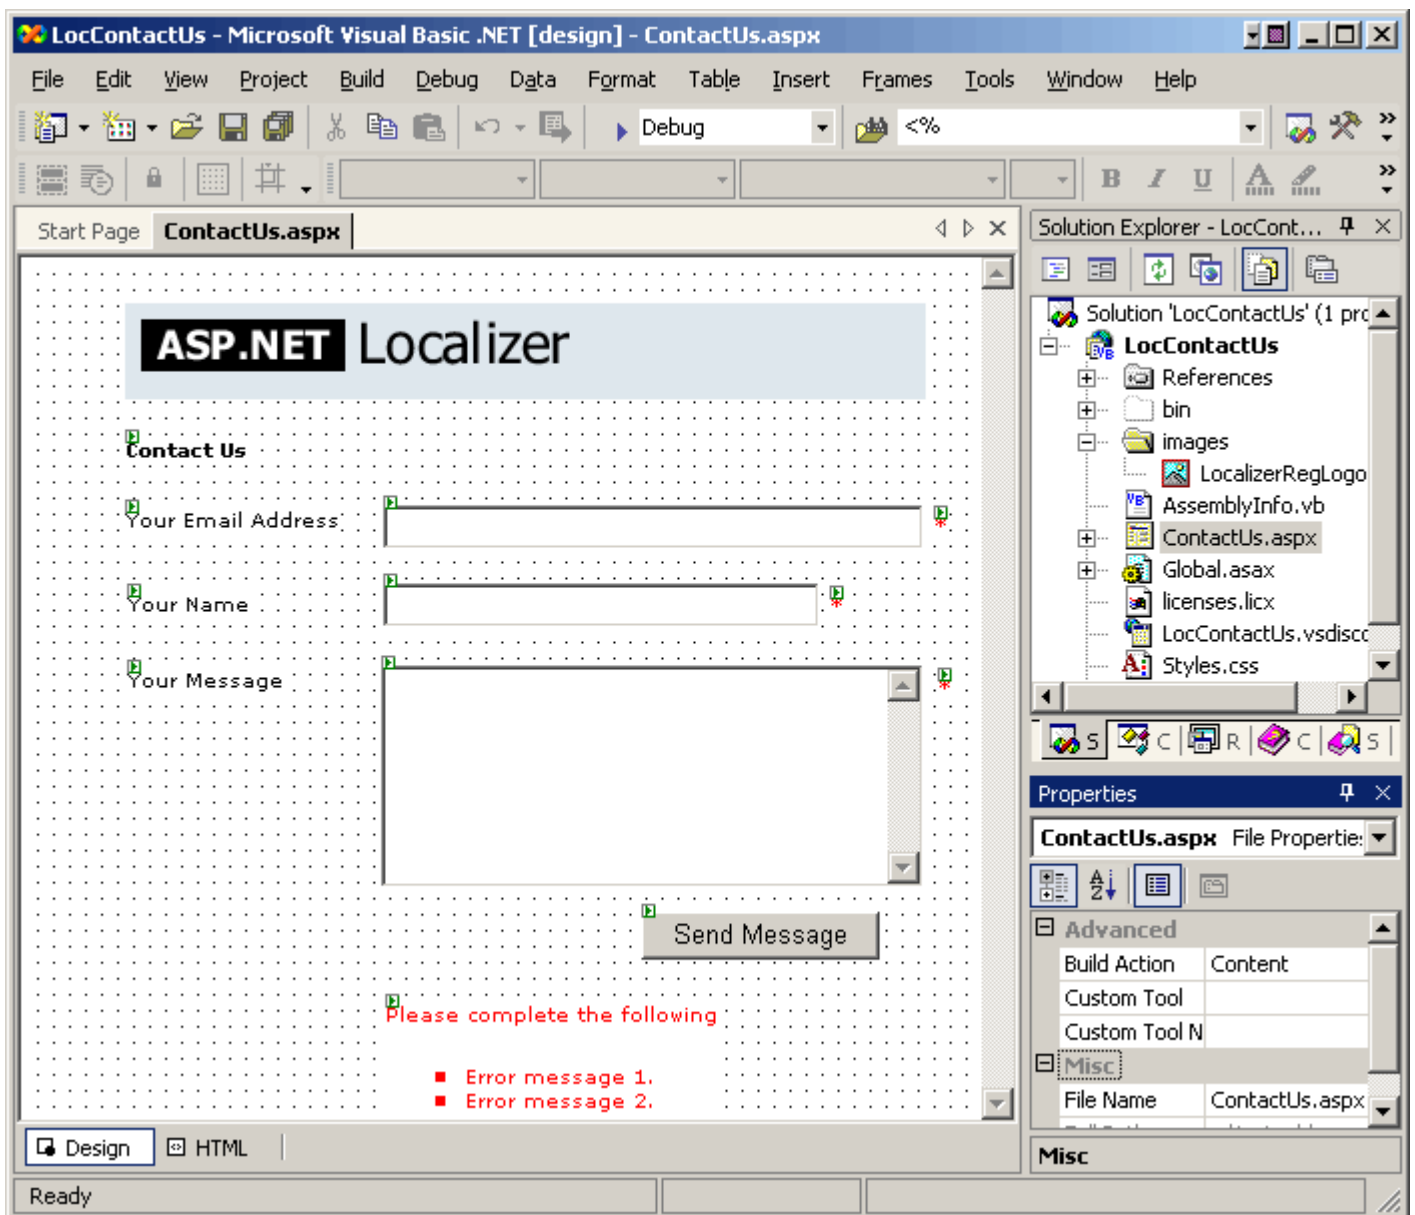 LocContactUs - Microsoft Visual Basic .NET [design] - ContactUs.aspx
File Edit View Project Build Debug Data Format Table Insert Frames Tools Window Help
Debug <%
B I U A
Start Page ContactUs.aspx
ASP.NET Localizer
Contact Us
Your Email Address
*
Your Name
*
Your Message
*
Send Message
Please complete the following
Error message 1.
Error message 2.
Design HTML
Ready
Solution Explorer - LocCont...
Solution 'LocContactUs' (1 prc
LocContactUs
References
bin
images
LocalizerRegLogo
AssemblyInfo.vb
ContactUs.aspx
Global.asax
licenses.licx
LocContactUs.vsdisco
Styles.css
S C R C S
Properties
ContactUs.aspx File Properties
Advanced
Build Action Content
Custom Tool
Custom Tool N
Misc
File Name ContactUs.aspx
Misc